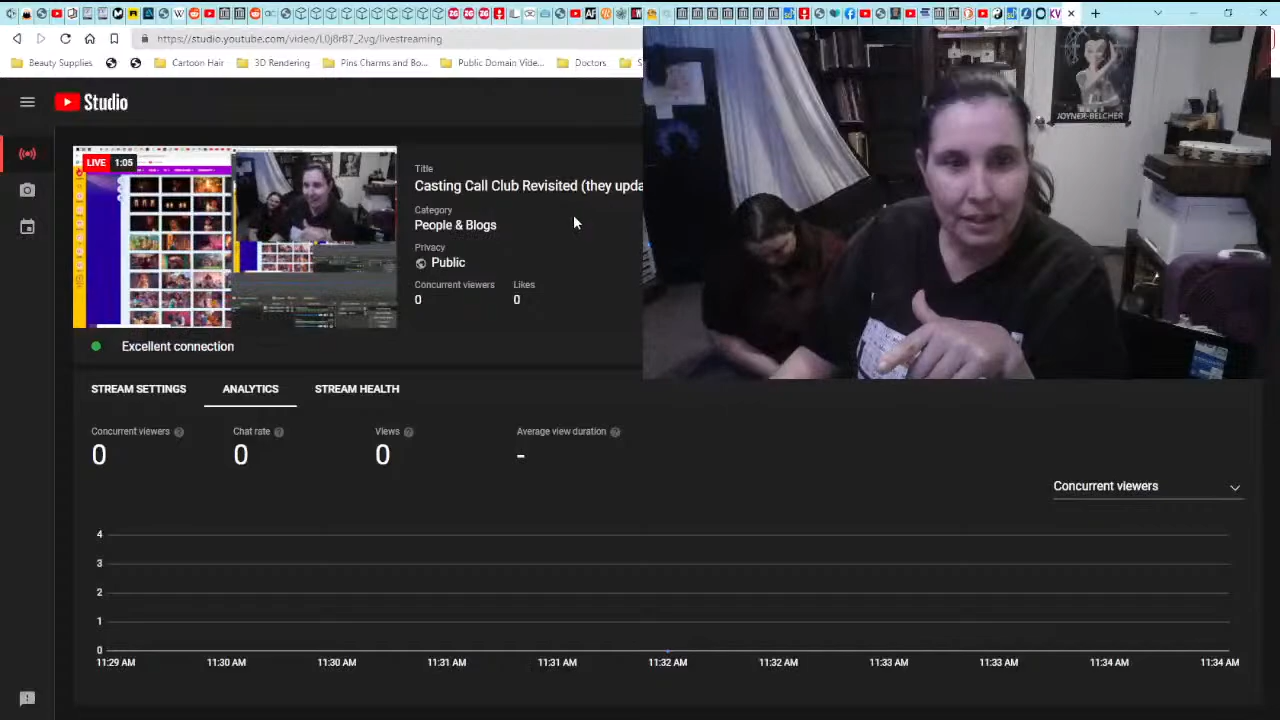 https://studio.youtube.com/video/L0j8r87_2vg/livestreaming
Beauty Supplies
Cartoon Hair
3D Rendering
Pins Charms and Bo...
Public Domain Vide...
Doctors
Studio
JOYNER-BELCHER
LIVE 1:05
Title
Casting Call Club Revisited (they upda
Category
People & Blogs
Privacy
Public
Concurrent viewers Likes
0 0
Excellent connection
STREAM SETTINGS ANALYTICS STREAM HEALTH
Concurrent viewers Chat rate Views Average view duration
0 0 0 -
Concurrent viewers
4
3
2
1
0
11:29 AM 11:30 AM 11:30 AM 11:31 AM 11:31 AM 11:32 AM 11:32 AM 11:33 AM 11:33 AM 11:34 AM 11:34 AM